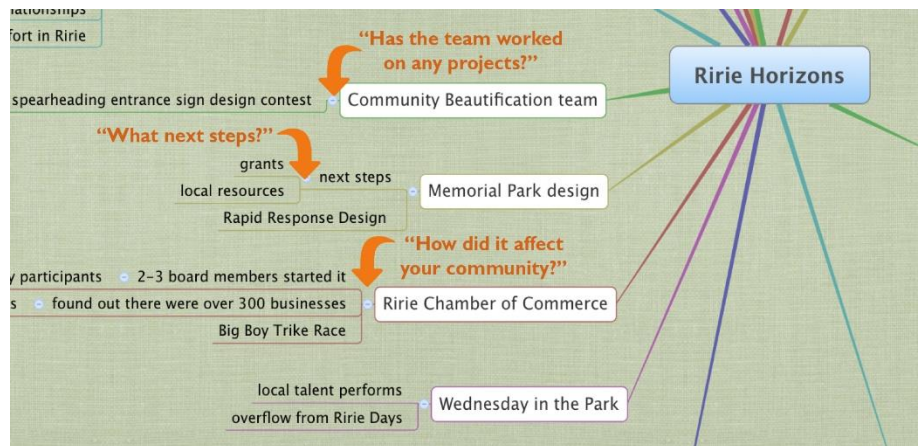 ationships
fort in Ririe
“Has the team worked
on any projects?”
Ririe Horizons
spearheading entrance sign design contest
Community Beautification team
“What next steps?”
grants
next steps
local resources
Memorial Park design
Rapid Response Design
“How did it affect
your community?”
y participants
2-3 board members started it
s
found out there were over 300 businesses
Ririe Chamber of Commerce
Big Boy Trike Race
local talent performs
Wednesday in the Park
overflow from Ririe Days